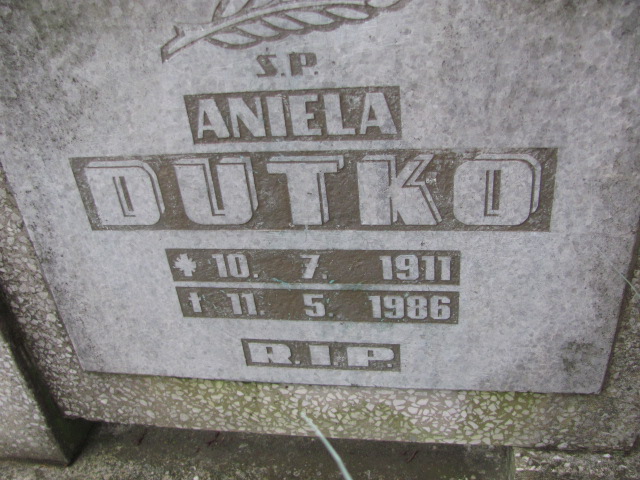 S.P.
ANIELA
DUTKO
* 10. 7. 1911
† 11. 5. 1986
R.I.P.